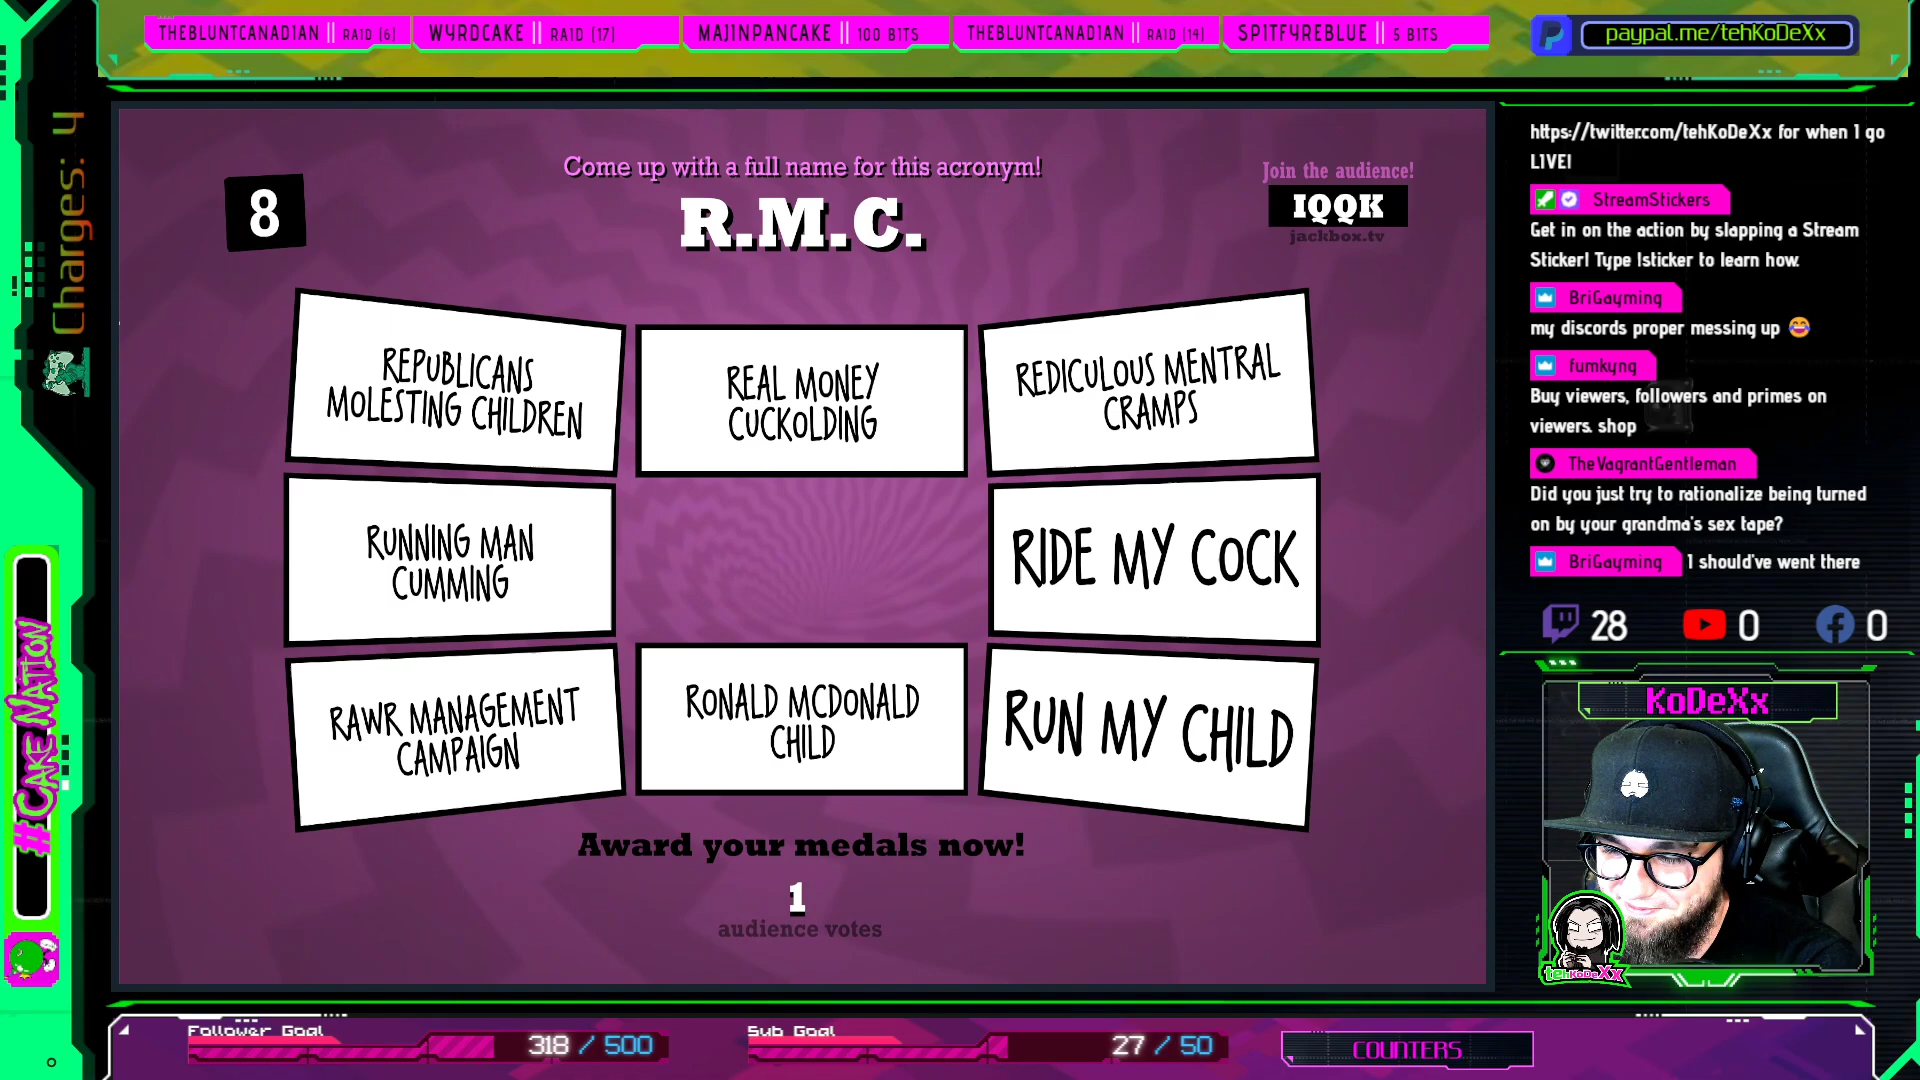 THEBLUNTCANADIAN || RAID (6)
WYRDCAKE || RAID (17)
MAJINPANCAKE || 100 BITS
THEBLUNTCANADIAN || RAID (14)
SPITFYREBLUE || 5 BITS
paypal.me/tehKoDeXx
Charges: 4
Come up with a full name for this acronym!
R.M.C.
8
Join the audience!
IQQK
jackbox.tv
REPUBLICANS
MOLESTING CHILDREN
REAL MONEY
CUCKOLDING
REDICULOUS MENTRAL
CRAMPS
RUNNING MAN
CUMMING
RIDE MY COCK
RAWR MANAGEMENT
CAMPAIGN
RONALD MCDONALD
CHILD
RUN MY CHILD
Award your medals now!
1
audience votes
https://twitter.com/tehKoDeXx for when I go
LIVE!
StreamStickers
Get in on the action by slapping a Stream
Sticker! Type !sticker to learn how.
BriGayming
my discords proper messing up 😂
fumkyng
Buy viewers, followers and primes on
viewers. shop
TheVagrantGentleman
Did you just try to rationalize being turned
on by your grandma's sex tape?
BriGayming I should've went there
28
0
0
KoDeXx
tehKoDeXx
#CakeNation
Follower Goal
318 / 500
Sub Goal
27 / 50
COUNTERS